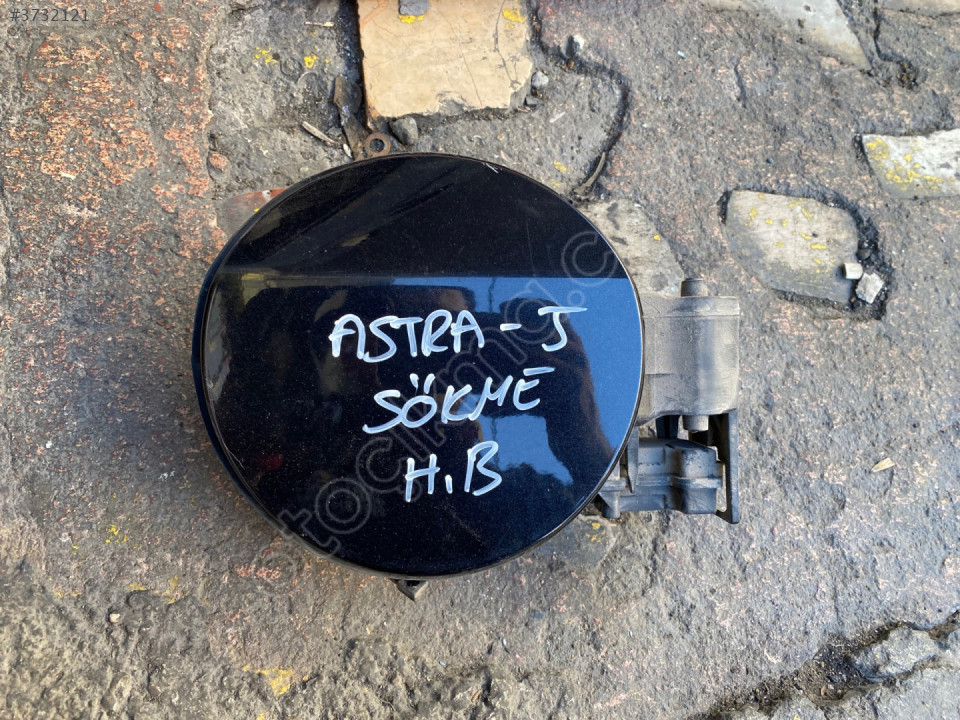 #3732121
ASTRA - J
SÖKME
H.B